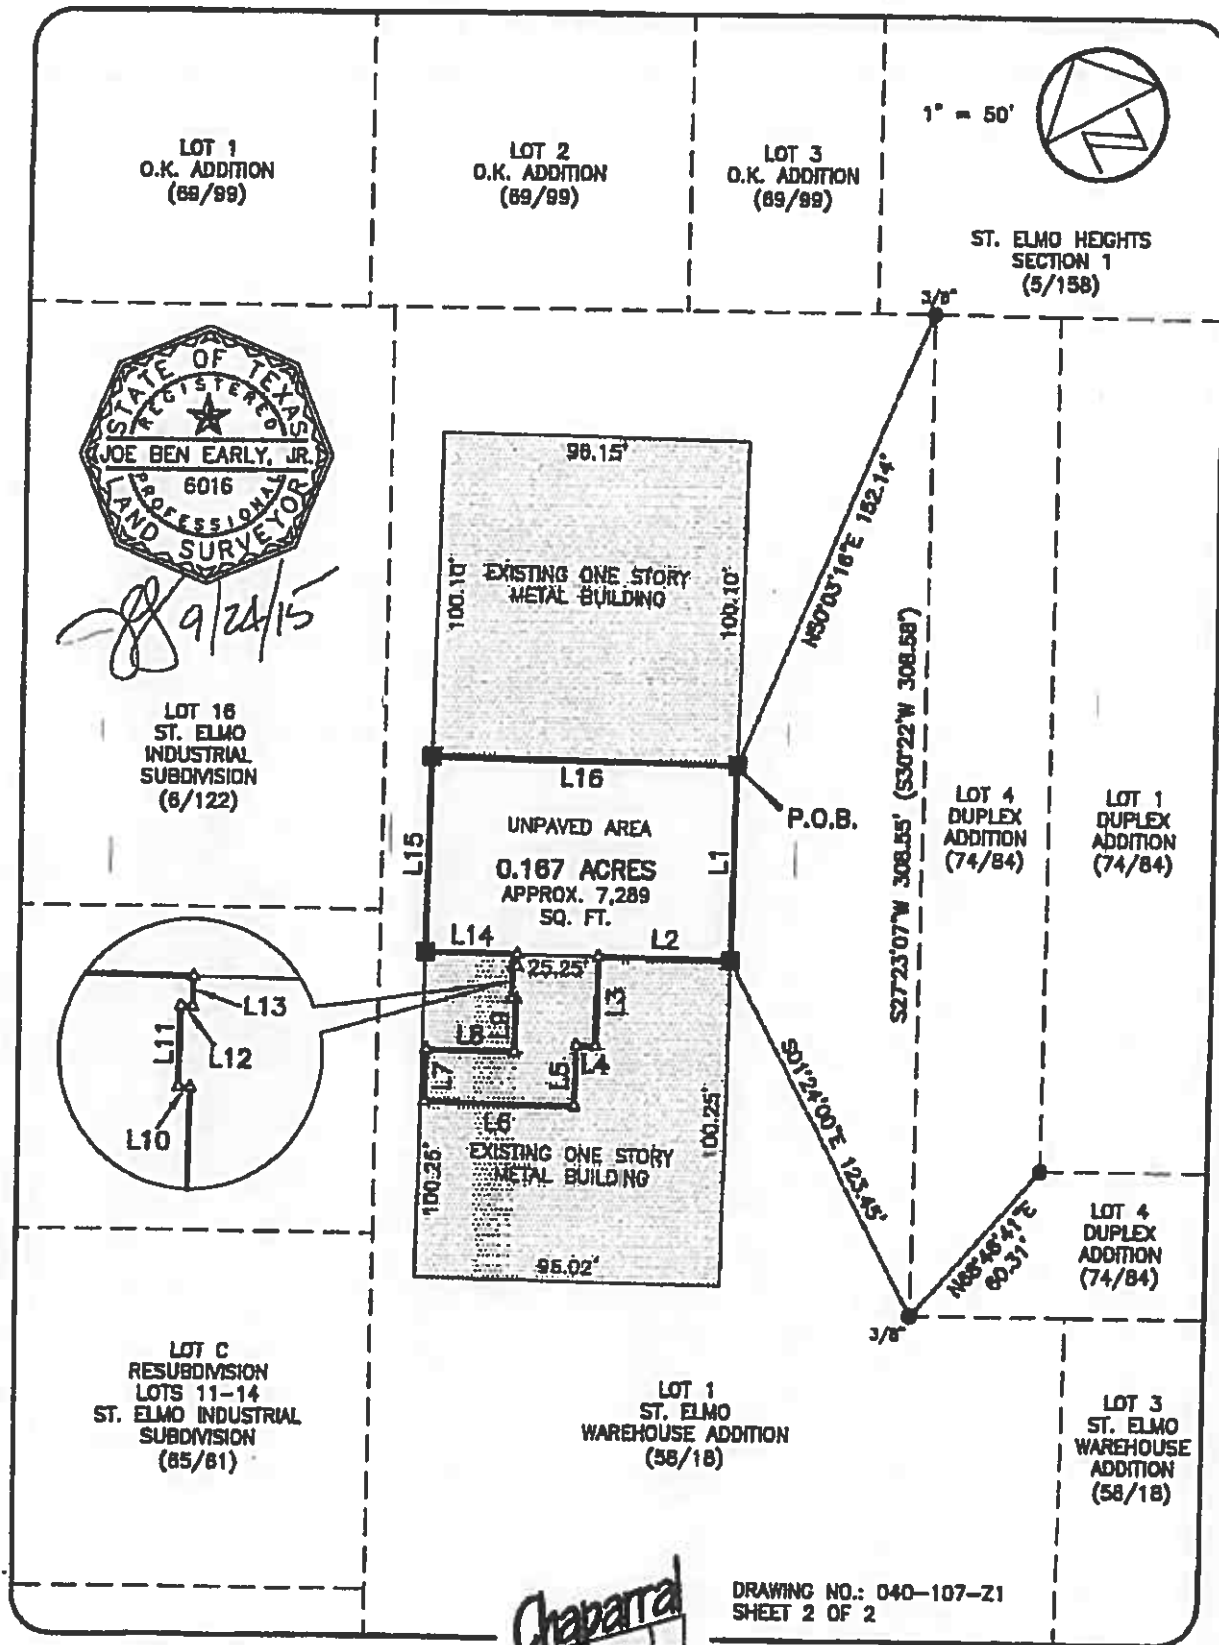 LOT 1
O.K. ADDITION
(69/99)
LOT 2
O.K. ADDITION
(69/99)
LOT 3
O.K. ADDITION
(69/99)
1" = 50'
ST. ELMO HEIGHTS
SECTION 1
(5/158)
3/8"
STATE OF TEXAS
REGISTERED
JOE BEN EARLY, JR.
6016
PROFESSIONAL
LAND SURVEYOR
9/24/15
LOT 16
ST. ELMO
INDUSTRIAL
SUBDIVISION
(6/122)
100.10'
EXISTING ONE STORY
METAL BUILDING
100.10'
N50°03'16"E 152.14'
S27°23'07"W 308.55' (S30°22'W 308.58')
LOT 4
DUPLEX
ADDITION
(74/84)
LOT 1
DUPLEX
ADDITION
(74/84)
L16
P.O.B.
L15
UNPAVED AREA
0.167 ACRES
APPROX. 7,289
SQ. FT.
L1
L14
25.25'
L2
L3
L13
L11
L12
L10
L9
L8
L7
L5
L4
L6
EXISTING ONE STORY
METAL BUILDING
100.25'
100.25'
95.02'
S01°24'00"E 123.45'
60.31'
3/8"
LOT 4
DUPLEX
ADDITION
(74/84)
LOT C
RESUBDIVISION
LOTS 11-14
ST. ELMO INDUSTRIAL
SUBDIVISION
(65/61)
LOT 1
ST. ELMO
WAREHOUSE ADDITION
(58/18)
LOT 3
ST. ELMO
WAREHOUSE
ADDITION
(58/18)
Chaparral
DRAWING NO.: 040-107-Z1
SHEET 2 OF 2